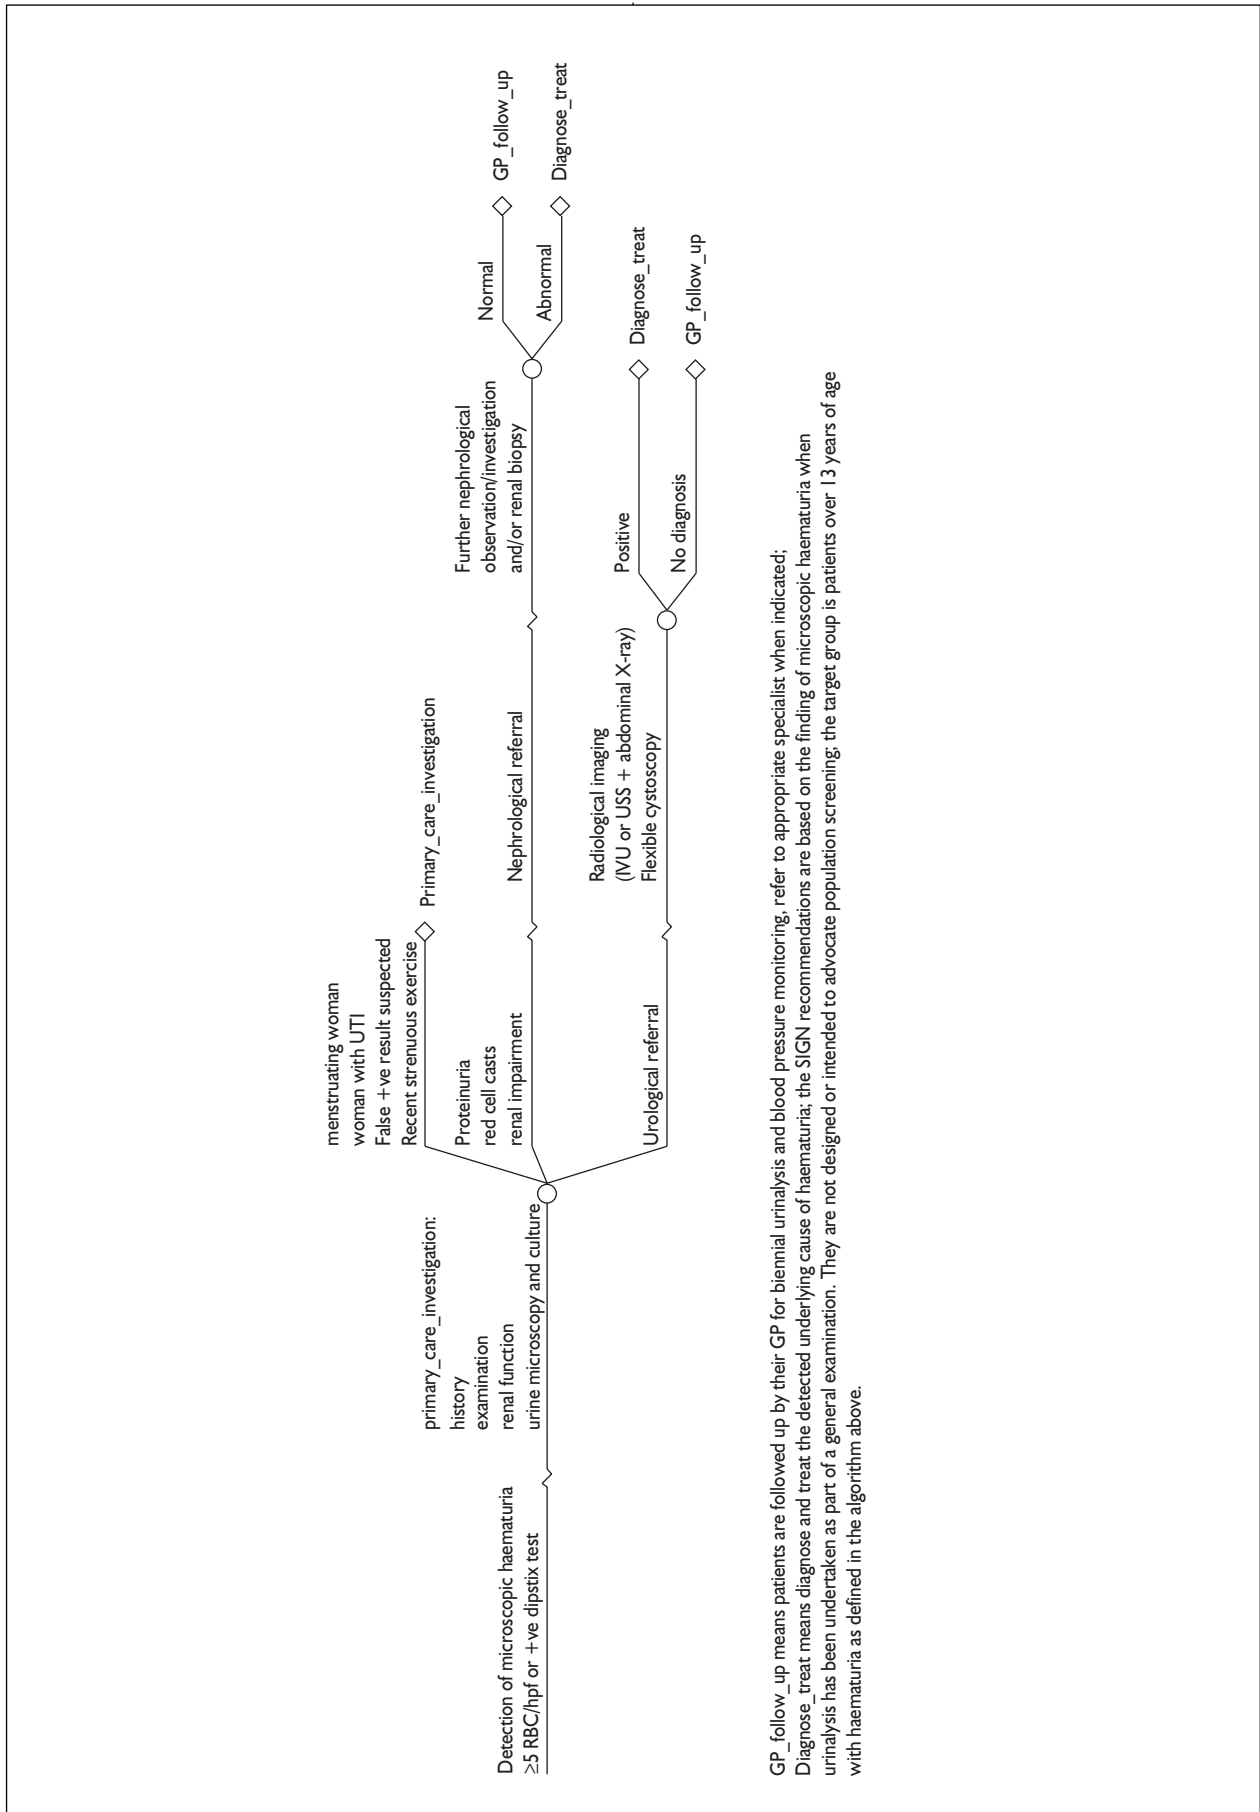 Detection of microscopic haematuria
≥5 RBC/hpf or +ve dipstix test
primary_care_investigation:
history
examination
renal function
urine microscopy and culture
menstruating woman
woman with UTI
False +ve result suspected
Recent strenuous exercise
Primary_care_investigation
Proteinuria
red cell casts
renal impairment
Nephrological referral
Further nephrological
observation/investigation
and/or renal biopsy
Normal
GP_follow_up
Abnormal
Diagnose_treat
Urological referral
Radiological imaging
(IVU or USS + abdominal X-ray)
Flexible cystoscopy
Positive
Diagnose_treat
No diagnosis
GP_follow_up
GP_follow_up means patients are followed up by their GP for biennial urinalysis and blood pressure monitoring, refer to appropriate specialist when indicated;
Diagnose_treat means diagnose and treat the detected underlying cause of haematuria; the SIGN recommendations are based on the finding of microscopic haematuria when
urinalysis has been undertaken as part of a general examination. They are not designed or intended to advocate population screening; the target group is patients over 13 years of age
with haematuria as defined in the algorithm above.